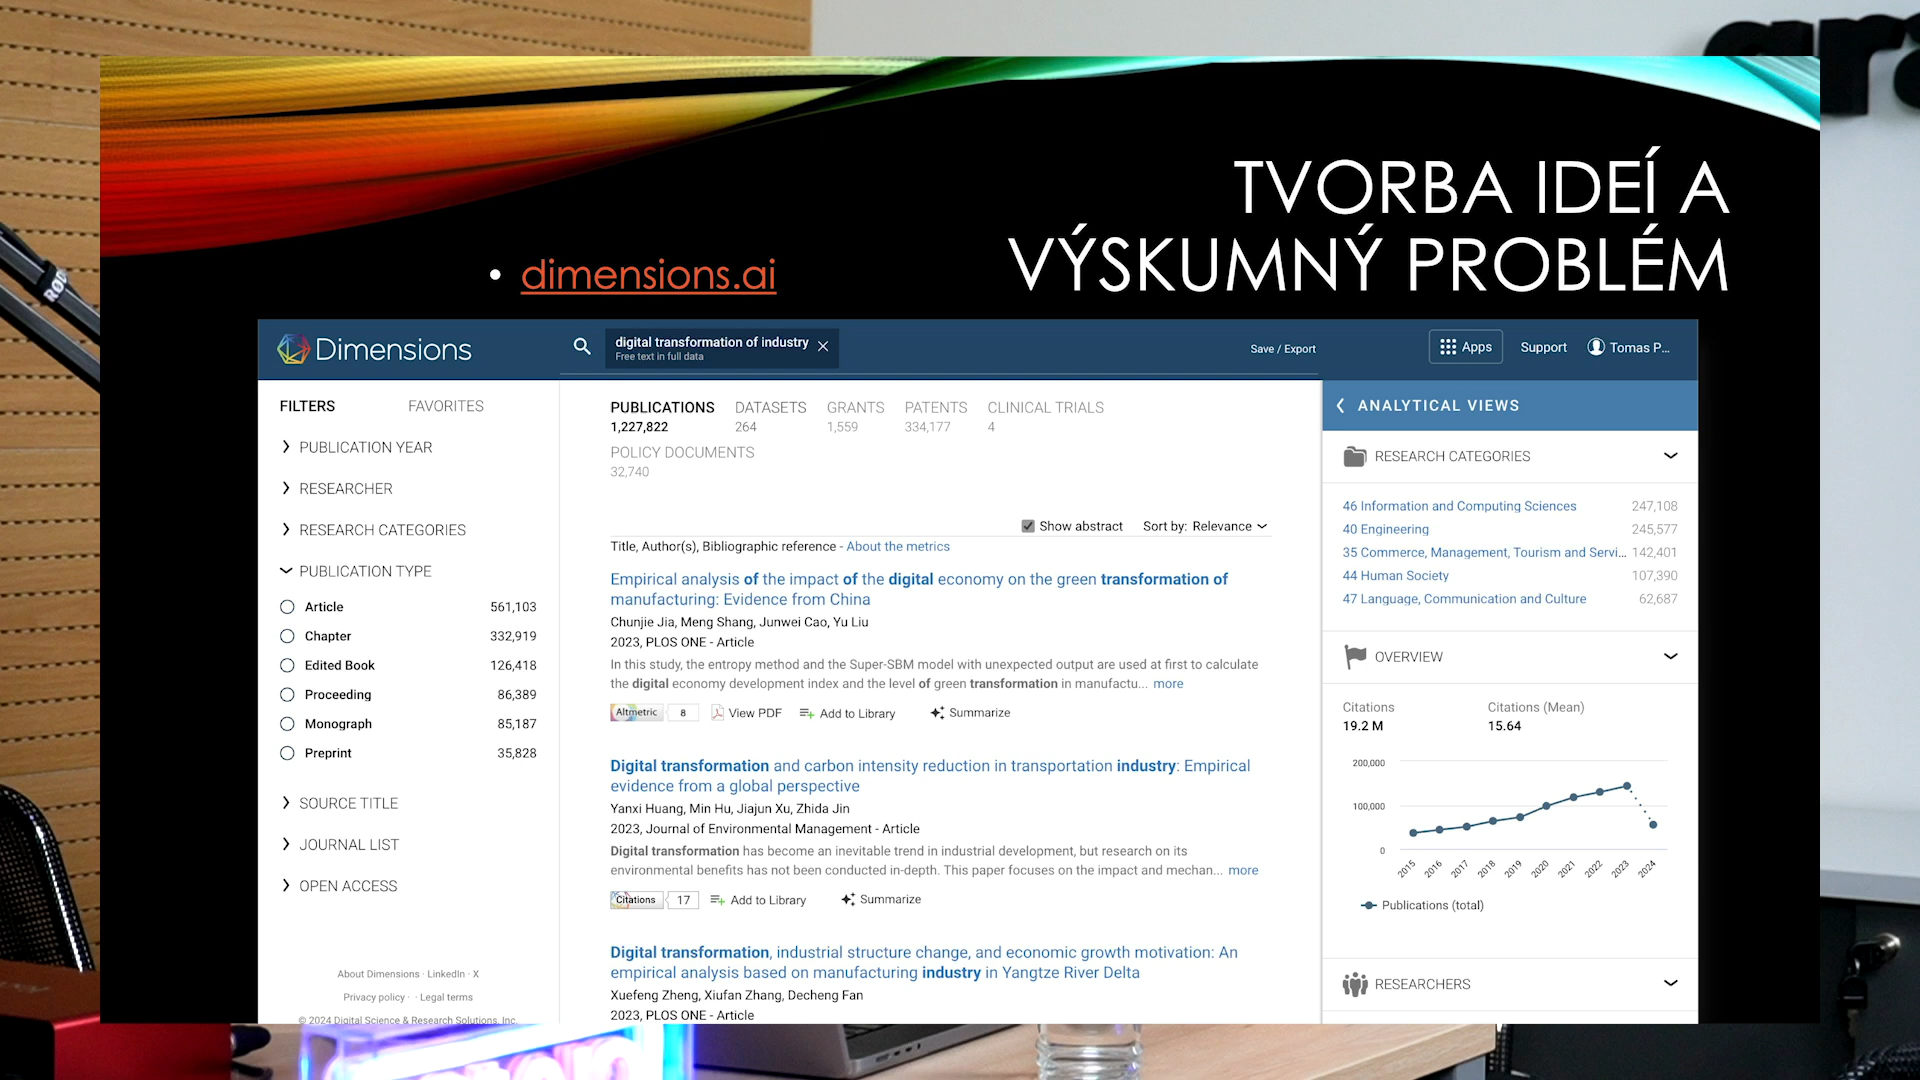 TVORBA IDEÍ A
VÝSKUMNÝ PROBLÉM
• dimensions.ai
Dimensions
digital transformation of industry
Free text in full data
Save / Export
Apps
Support
Tomas P...
FILTERS
FAVORITES
PUBLICATION YEAR
RESEARCHER
RESEARCH CATEGORIES
PUBLICATION TYPE
Article 561,103
Chapter 332,919
Edited Book 126,418
Proceeding 86,389
Monograph 85,187
Preprint 35,828
SOURCE TITLE
JOURNAL LIST
OPEN ACCESS
About Dimensions · LinkedIn · X
Privacy policy · · Legal terms
© 2024 Digital Science & Research Solutions, Inc.
PUBLICATIONS DATASETS GRANTS PATENTS CLINICAL TRIALS
1,227,822 264 1,559 334,177 4
POLICY DOCUMENTS
32,740
Show abstract Sort by: Relevance
Title, Author(s), Bibliographic reference - About the metrics
Empirical analysis of the impact of the digital economy on the green transformation of
manufacturing: Evidence from China
Chunjie Jia, Meng Shang, Junwei Cao, Yu Liu
2023, PLOS ONE - Article
In this study, the entropy method and the Super-SBM model with unexpected output are used at first to calculate
the digital economy development index and the level of green transformation in manufactu... more
Altmetric 8 View PDF Add to Library Summarize
Digital transformation and carbon intensity reduction in transportation industry: Empirical
evidence from a global perspective
Yanxi Huang, Min Hu, Jiajun Xu, Zhida Jin
2023, Journal of Environmental Management - Article
Digital transformation has become an inevitable trend in industrial development, but research on its
environmental benefits has not been conducted in-depth. This paper focuses on the impact and mechan... more
Citations 17 Add to Library Summarize
Digital transformation, industrial structure change, and economic growth motivation: An
empirical analysis based on manufacturing industry in Yangtze River Delta
Xuefeng Zheng, Xiufan Zhang, Decheng Fan
2023, PLOS ONE - Article
ANALYTICAL VIEWS
RESEARCH CATEGORIES
46 Information and Computing Sciences 247,108
40 Engineering 245,577
35 Commerce, Management, Tourism and Servi... 142,401
44 Human Society 107,390
47 Language, Communication and Culture 62,687
OVERVIEW
Citations Citations (Mean)
19.2 M 15.64
200,000
100,000
0
2015 2016 2017 2018 2019 2020 2021 2022 2023 2024
Publications (total)
RESEARCHERS
RØDE